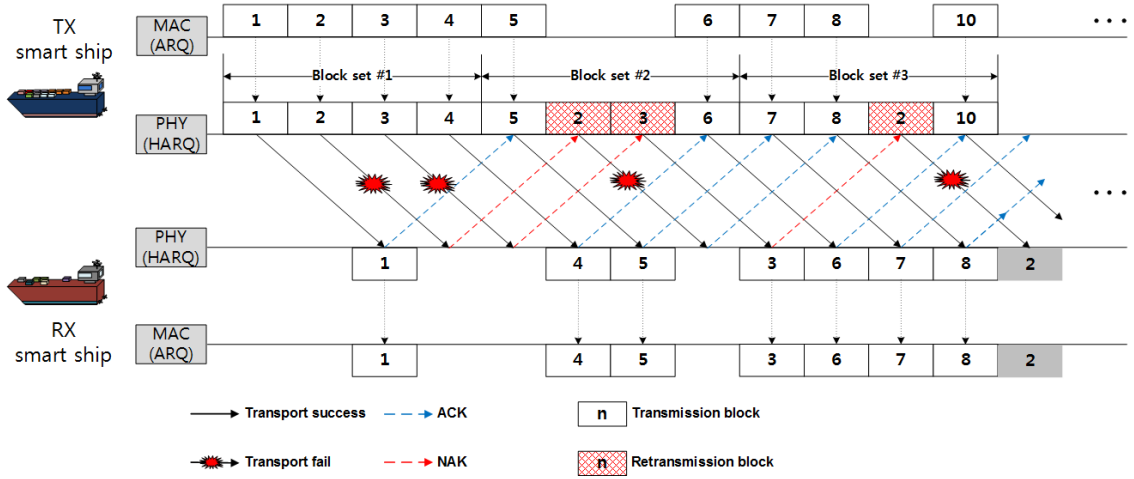 TX
smart ship
MAC
(ARQ)
1 2 3 4 5 6 7 8 10 • • •
Block set #1 Block set #2 Block set #3
PHY
(HARQ)
1 2 3 4 5 2 3 6 7 8 2 10
• • •
PHY
(HARQ)
1 4 5 3 6 7 8 2
RX
smart ship
MAC
(ARQ)
1 4 5 3 6 7 8 2
Transport success ACK n Transmission block
Transport fail NAK n Retransmission block